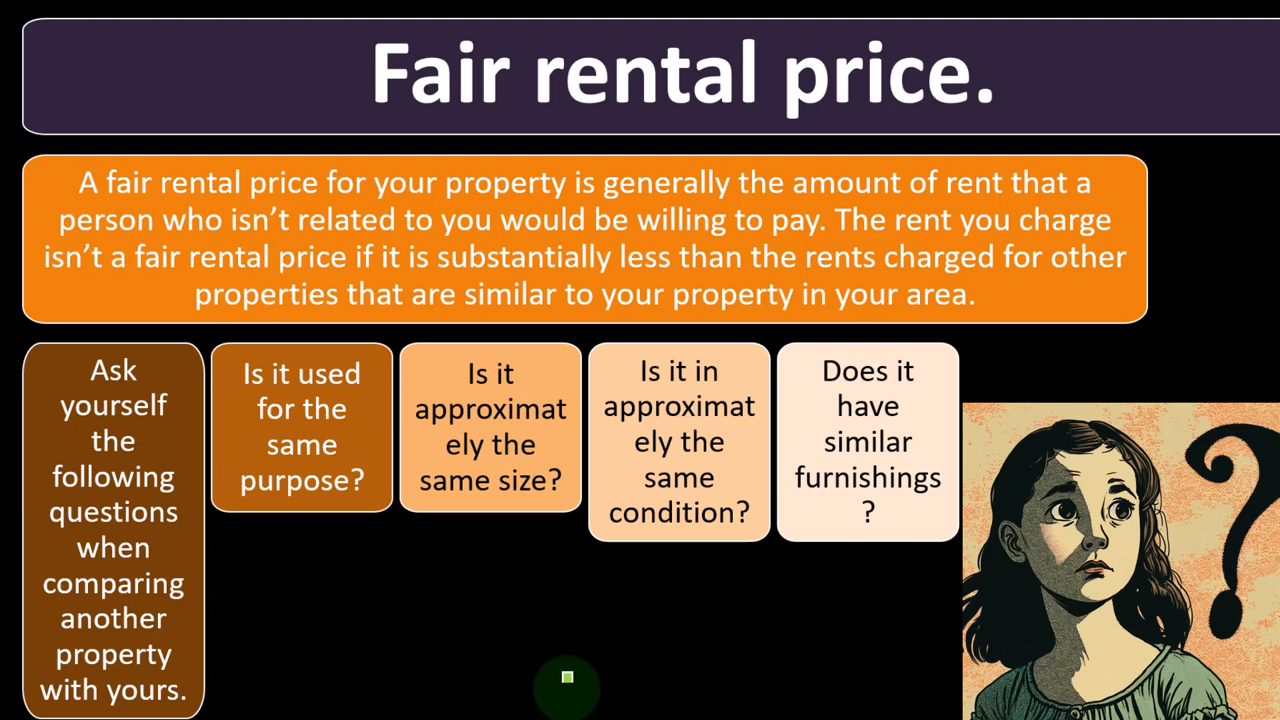 Fair rental price.
A fair rental price for your property is generally the amount of rent that a
person who isn’t related to you would be willing to pay. The rent you charge
isn’t a fair rental price if it is substantially less than the rents charged for other
properties that are similar to your property in your area.
Ask
yourself
the
following
questions
when
comparing
another
property
with yours.
Is it used
for the
same
purpose?
Is it
approximat
ely the
same size?
Is it in
approximat
ely the
same
condition?
Does it
have
similar
furnishings
?
?